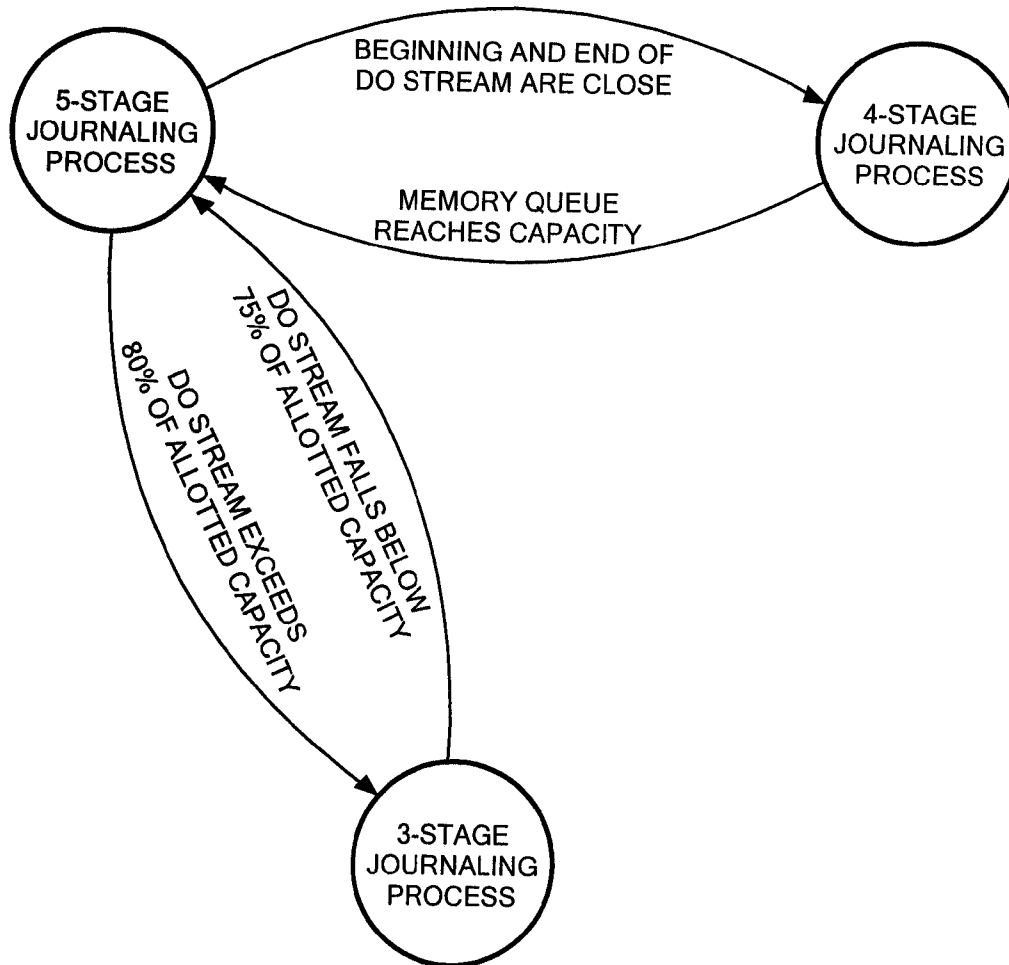 BEGINNING AND END OF
DO STREAM ARE CLOSE
5-STAGE
JOURNALING
PROCESS
4-STAGE
JOURNALING
PROCESS
MEMORY QUEUE
REACHES CAPACITY
DO STREAM FALLS BELOW
75% OF ALLOTTED CAPACITY
DO STREAM EXCEEDS
80% OF ALLOTTED CAPACITY
3-STAGE
JOURNALING
PROCESS